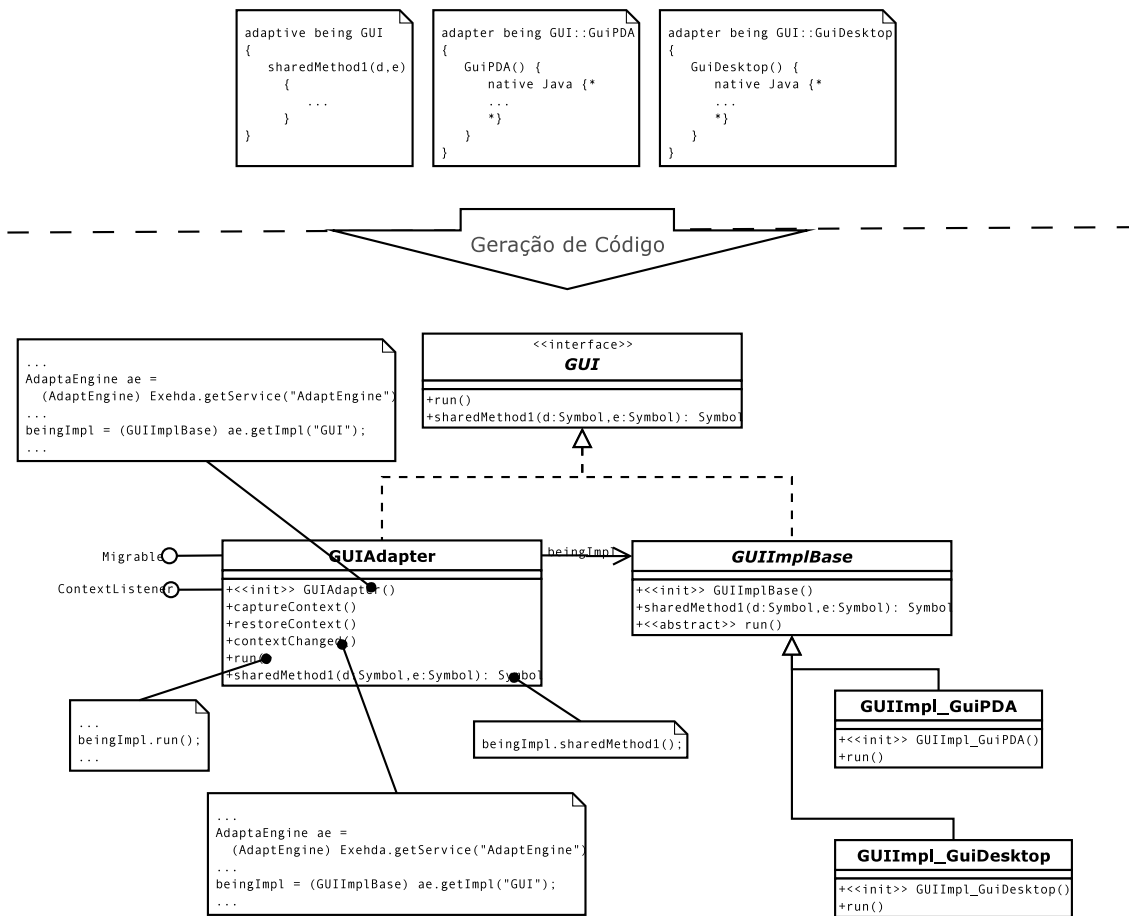 adaptive being GUI
{
sharedMethod1(d,e)
{
...
}
}
adapter being GUI::GuiPDA
{
GuiPDA() {
native Java {*
...
*}
}
}
adapter being GUI::GuiDesktop
{
GuiDesktop() {
native Java {*
...
*}
}
}
Geração de Código
...
AdaptaEngine ae =
(AdaptEngine) Exehda.getService("AdaptEngine")
...
beingImpl = (GUIImplBase) ae.getImpl("GUI");
...
<<interface>>
GUI
+run()
+sharedMethod1(d:Symbol,e:Symbol): Symbol
Migrable
ContextListener
GUIAdapter
+<<init>> GUIAdapter()
+captureContext()
+restoreContext()
+contextChanged()
+run()
+sharedMethod1(d:Symbol,e:Symbol): Symbol
beingImpl
GUIImplBase
+<<init>> GUIImplBase()
+sharedMethod1(d:Symbol,e:Symbol): Symbol
+<<abstract>> run()
...
beingImpl.run();
...
beingImpl.sharedMethod1();
GUIImpl_GuiPDA
+<<init>> GUIImpl_GuiPDA()
+run()
...
AdaptaEngine ae =
(AdaptEngine) Exehda.getService("AdaptEngine")
...
beingImpl = (GUIImplBase) ae.getImpl("GUI");
...
GUIImpl_GuiDesktop
+<<init>> GUIImpl_GuiDesktop()
+run()